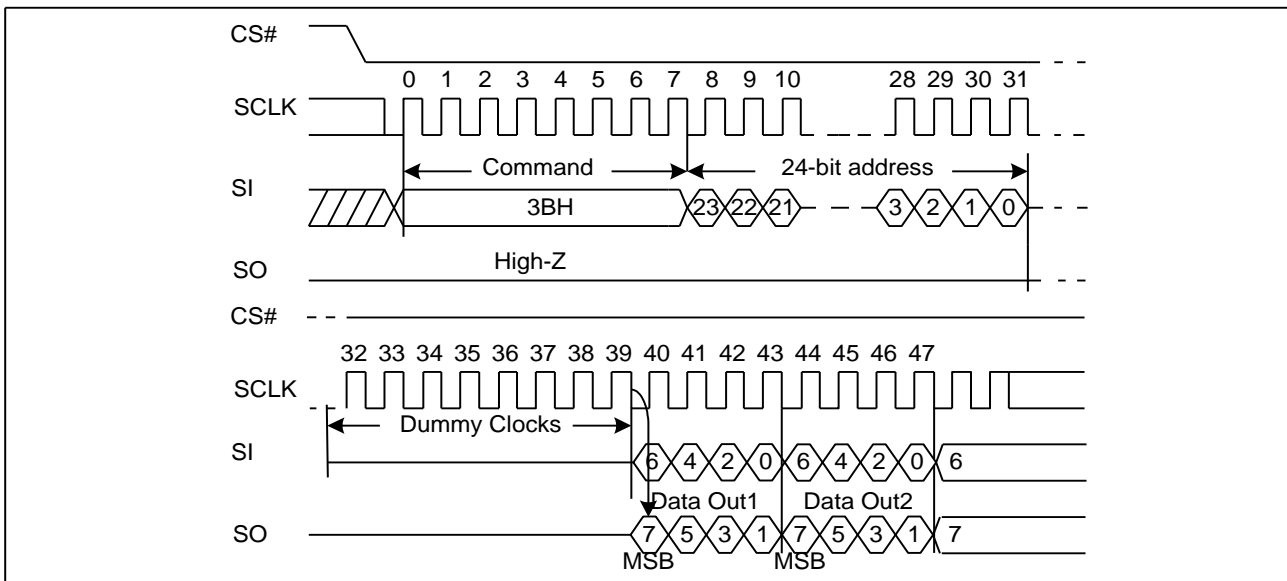 CS#
0 1 2 3 4 5 6 7 8 9 10 28 29 30 31
SCLK
Command 24-bit address
SI
3BH 23 22 21 3 2 1 0
High-Z
SO
CS#
32 33 34 35 36 37 38 39 40 41 42 43 44 45 46 47
SCLK
Dummy Clocks
SI
6 4 2 0 6 4 2 0 6
Data Out1 Data Out2
SO
7 5 3 1 7 5 3 1 7
MSB MSB